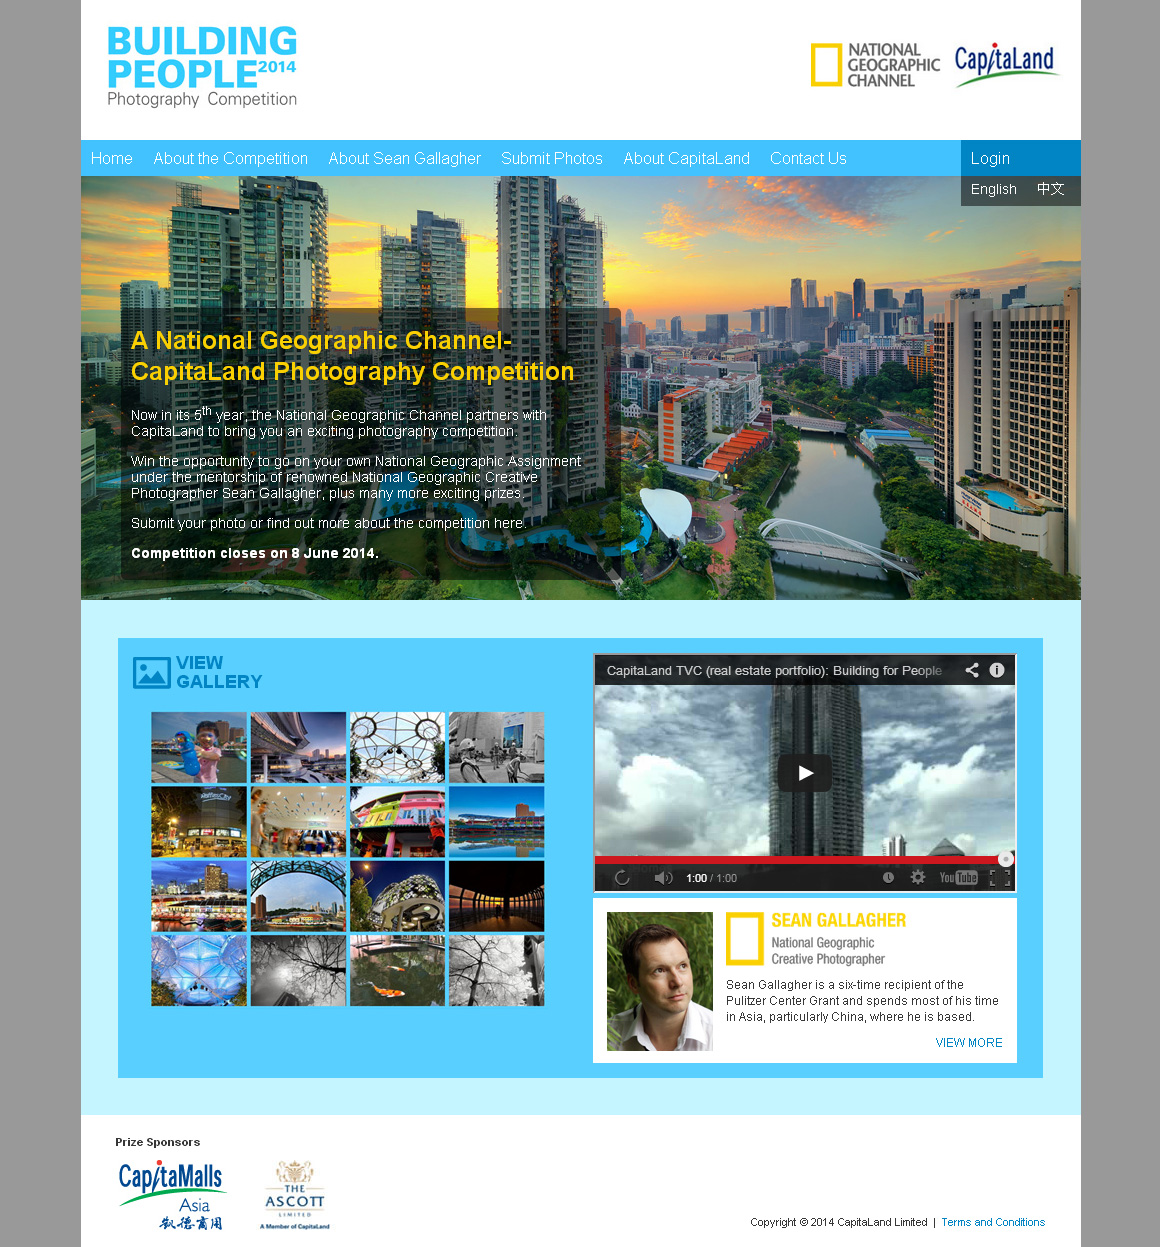 BUILDING
PEOPLE 2014
Photography Competition
NATIONAL
GEOGRAPHIC
CHANNEL
CapitaLand
Home About the Competition About Sean Gallagher Submit Photos About CapitaLand Contact Us Login
English 中文
A National Geographic Channel-
CapitaLand Photography Competition
Now in its 5th year, the National Geographic Channel partners with
CapitaLand to bring you an exciting photography competition.
Win the opportunity to go on your own National Geographic Assignment
under the mentorship of renowned National Geographic Creative
Photographer Sean Gallagher, plus many more exciting prizes.
Submit your photo or find out more about the competition here.
Competition closes on 8 June 2014.
VIEW
GALLERY
CapitaLand TVC (real estate portfolio): Building for People
1:00 / 1:00
YouTube
SEAN GALLAGHER
National Geographic
Creative Photographer
Sean Gallagher is a six-time recipient of the
Pulitzer Center Grant and spends most of his time
in Asia, particularly China, where he is based.
VIEW MORE
Prize Sponsors
CapitaMalls
Asia
凯德商用
THE
ASCOTT
LIMITED
A Member of CapitaLand
Copyright © 2014 CapitaLand Limited | Terms and Conditions